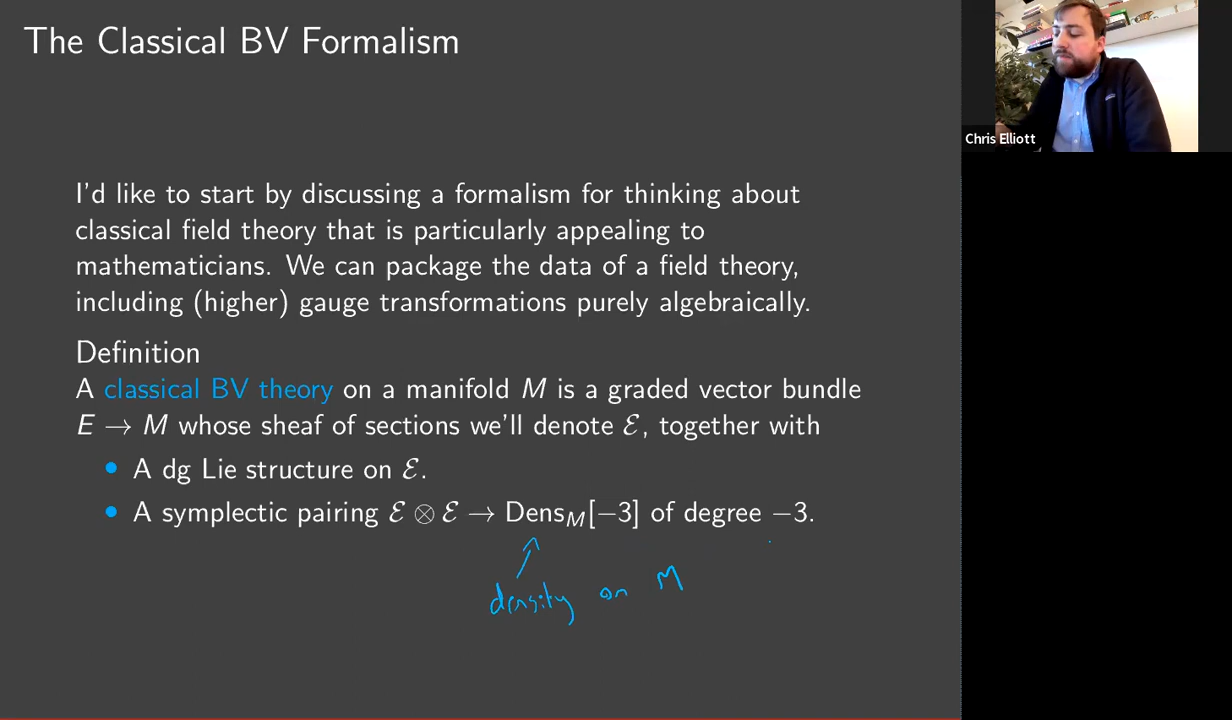 The Classical BV Formalism
Chris Elliott
I'd like to start by discussing a formalism for thinking about
classical field theory that is particularly appealing to
mathematicians. We can package the data of a field theory,
including (higher) gauge transformations purely algebraically.
Definition
A classical BV theory on a manifold M is a graded vector bundle
E → M whose sheaf of sections we'll denote ℰ, together with
• A dg Lie structure on ℰ.
• A symplectic pairing ℰ ⊗ ℰ → Dens_M[−3] of degree −3.
density on M